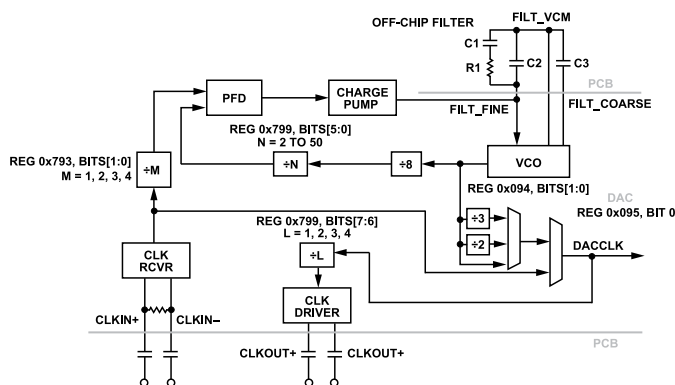 OFF-CHIP FILTER
FILT_VCM
C1
R1
C2
C3
PCB
PFD
CHARGE
PUMP
FILT_FINE
FILT_COARSE
REG 0x799, BITS[5:0]
N = 2 TO 50
REG 0x793, BITS[1:0]
M = 1, 2, 3, 4
÷M
÷N
÷8
VCO
REG 0x094, BITS[1:0]
DAC
REG 0x095, BIT 0
REG 0x799, BITS[7:6]
L = 1, 2, 3, 4
÷3
÷2
DACCLK
CLK
RCVR
÷L
CLK
DRIVER
CLKIN+
CLKIN–
PCB
CLKOUT+
CLKOUT+